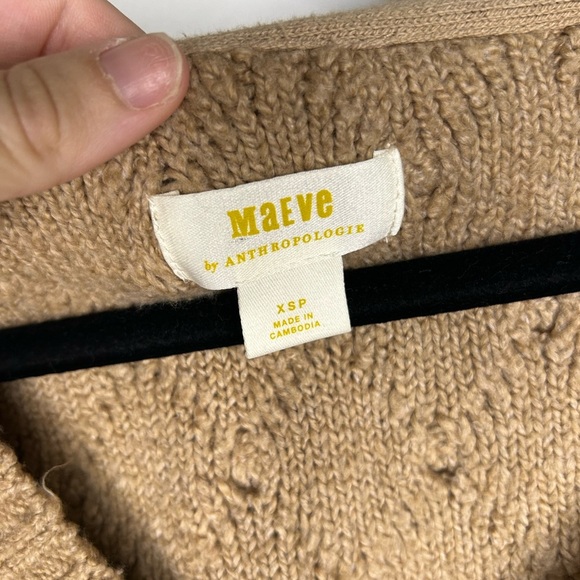 MaEve
by ANTHROPOLOGIE
XSP
MADE IN
CAMBODIA